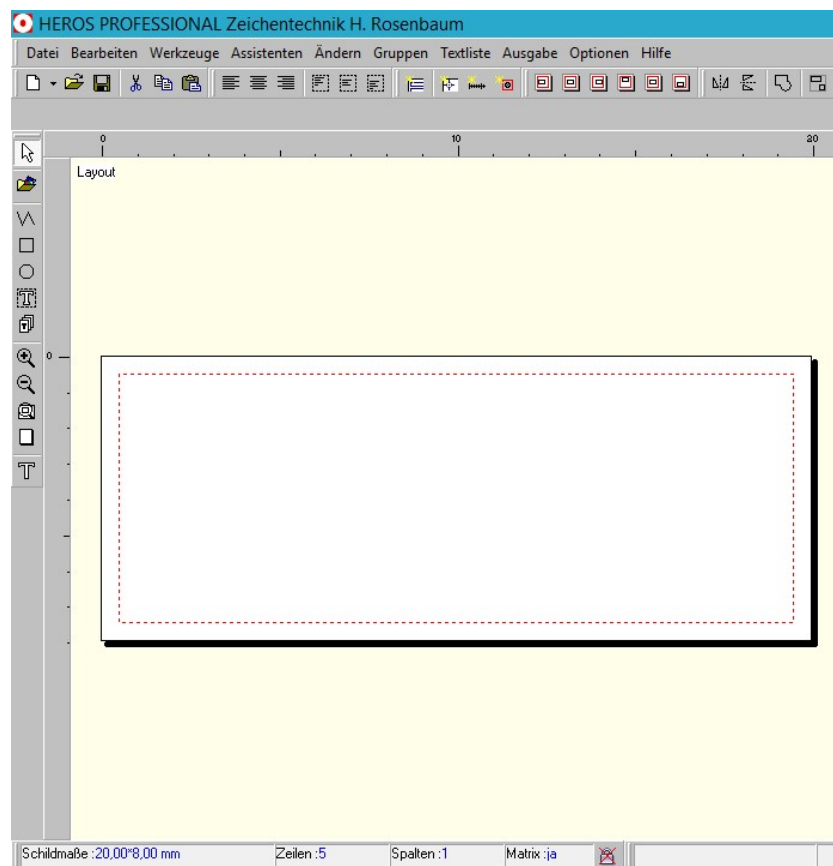 HEROS PROFESSIONAL Zeichentechnik H. Rosenbaum
Datei Bearbeiten Werkzeuge Assistenten Ändern Gruppen Textliste Ausgabe Optionen Hilfe
0 10 20
Layout
0
Schildmaße :20,00*8,00 mm Zeilen :5 Spalten :1 Matrix :ja